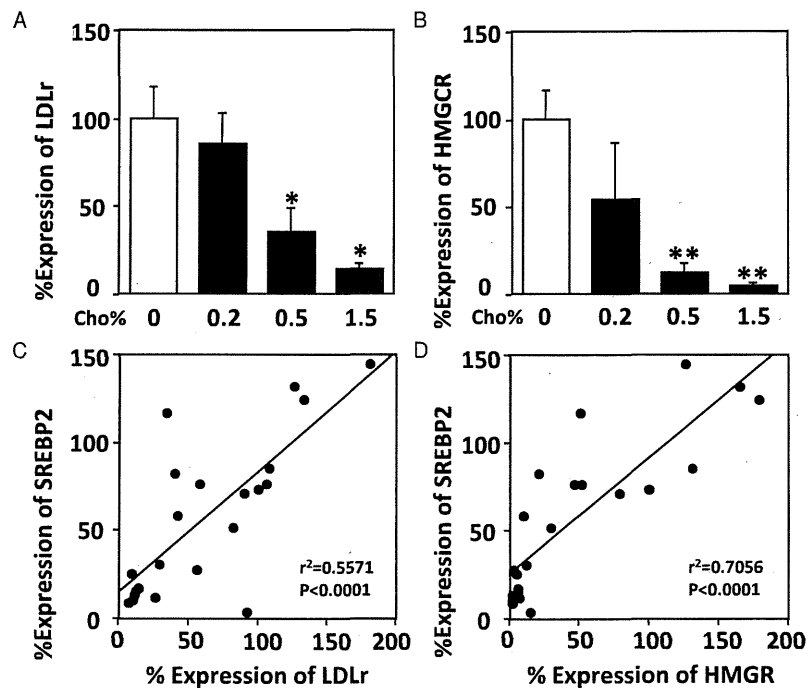 A
%Expression of LDLr
150
100
50
0
*
*
Cho% 0 0.2 0.5 1.5
B
%Expression of HMGCR
150
100
50
0
**
**
Cho% 0 0.2 0.5 1.5
C
%Expression of SREBP2
150
100
50
0
r²=0.5571
P<0.0001
0 50 100 150 200
% Expression of LDLr
D
%Expression of SREBP2
150
100
50
0
r²=0.7056
P<0.0001
0 50 100 150 200
% Expression of HMGR